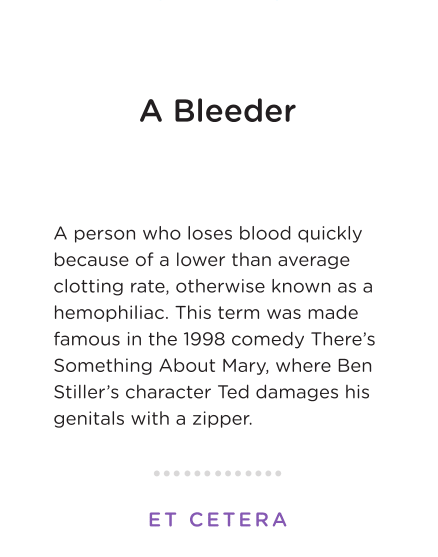 A Bleeder
A person who loses blood quickly
because of a lower than average
clotting rate, otherwise known as a
hemophiliac. This term was made
famous in the 1998 comedy There’s
Something About Mary, where Ben
Stiller’s character Ted damages his
genitals with a zipper.
ET CETERA